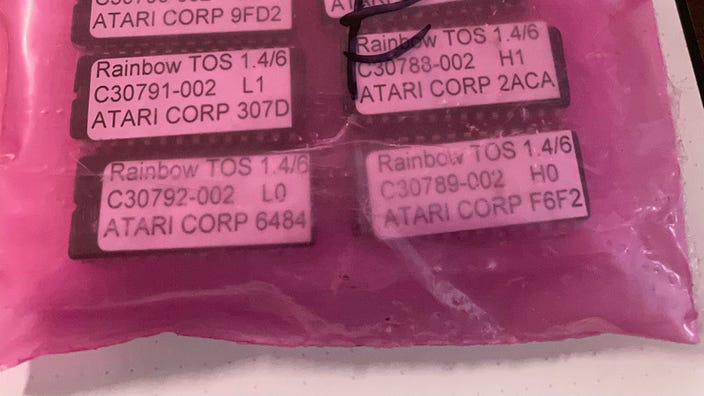 ATARI CORP 9FD2
Rainbow TOS 1.4/6
C30791-002 L1
ATARI CORP 307D
Rainbow TOS 1.4/6
C30792-002 L0
ATARI CORP 6484
Rainbow TOS 1.4/6
C30788-002 H1
ATARI CORP 2ACA
Rainbow TOS 1.4/6
C30789-002 H0
ATARI CORP F6F2